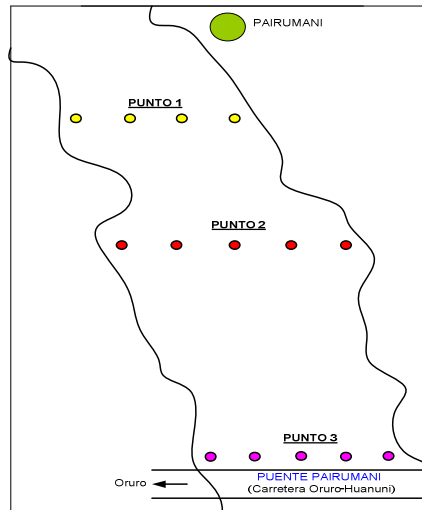 PAIRUMANI
PUNTO 1
PUNTO 2
PUNTO 3
PUENTE PAIRUMANI
Oruro
(Carretera Oruro-Huanuni)